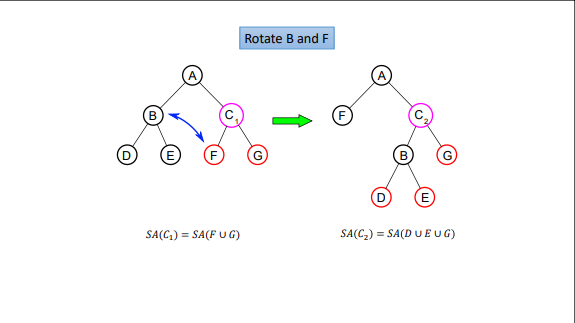 Rotate B and F
A
B
C₁
D
E
F
G
SA(C₁) = SA(F ∪ G)
A
F
C₂
B
G
D
E
SA(C₂) = SA(D ∪ E ∪ G)